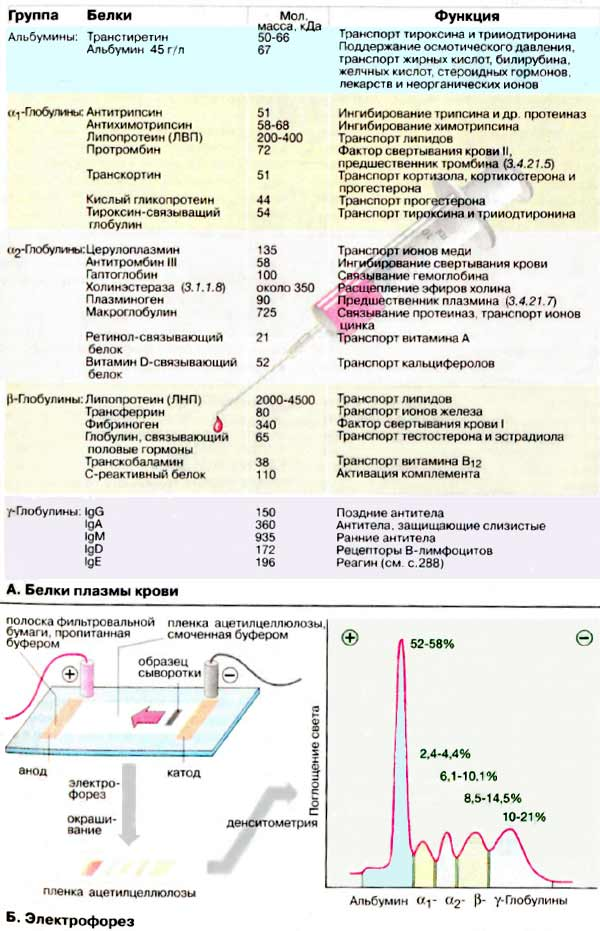 Группа Белки Мол. масса, кДа Функция
Альбумины: Транстиретин 50-66 Транспорт тироксина и трииодтиронина
Альбумин 45 г/л 67 Поддержание осмотического давления,
транспорт жирных кислот, билирубина,
желчных кислот, стероидных гормонов,
лекарств и неорганических ионов
α1-Глобулины: Антитрипсин 51 Ингибирование трипсина и др. протеиназ
Антихимотрипсин 58-68 Ингибирование химотрипсина
Липопротеин (ЛВП) 200-400 Транспорт липидов
Протромбин 72 Фактор свертывания крови II,
предшественник тромбина (3.4.21.5)
Транскортин 51 Транспорт кортизола, кортикостерона и
прогестерона
Кислый гликопротеин 44 Транспорт прогестерона
Тироксин-связыващий 54 Транспорт тироксина и трииодтиронина
глобулин
α2-Глобулины: Церулоплазмин 135 Транспорт ионов меди
Антитромбин III 58 Ингибирование свертывания крови
Гаптоглобин 100 Связывание гемоглобина
Холинэстераза (3.1.1.8) около 350 Расщепление эфиров холина
Плазминоген 90 Предшественник плазмина (3.4.21.7)
Макроглобулин 725 Связывание протеиназ, транспорт ионов
цинка
Ретинол-связывающий 21 Транспорт витамина А
белок
Витамин D-связывающий 52 Транспорт кальциферолов
белок
β-Глобулины: Липопротеин (ЛНП) 2000-4500 Транспорт липидов
Трансферрин 80 Транспорт ионов железа
Фибриноген 340 Фактор свертывания крови I
Глобулин, связывающий 65 Транспорт тестостерона и эстрадиола
половые гормоны
Транскобаламин 38 Транспорт витамина В12
С-реактивный белок 110 Активация комплемента
γ-Глобулины: IgG 150 Поздние антитела
IgA 360 Антитела, защищающие слизистые
IgM 935 Ранние антитела
IgD 172 Рецепторы В-лимфоцитов
IgE 196 Реагин (см. с.288)
А. Белки плазмы крови
полоска фильтровальной
бумаги, пропитанная
буфером
пленка ацетилцеллюлозы,
смоченная буфером
образец
сыворотки
+
−
анод
катод
электро-
форез
окраши-
вание
денситометрия
пленка ацетилцеллюлозы
+
−
Поглощение света
52-58%
2,4-4,4%
6,1-10,1%
8,5-14,5%
10-21%
Альбумин α1- α2- β- γ-Глобулины
Б. Электрофорез